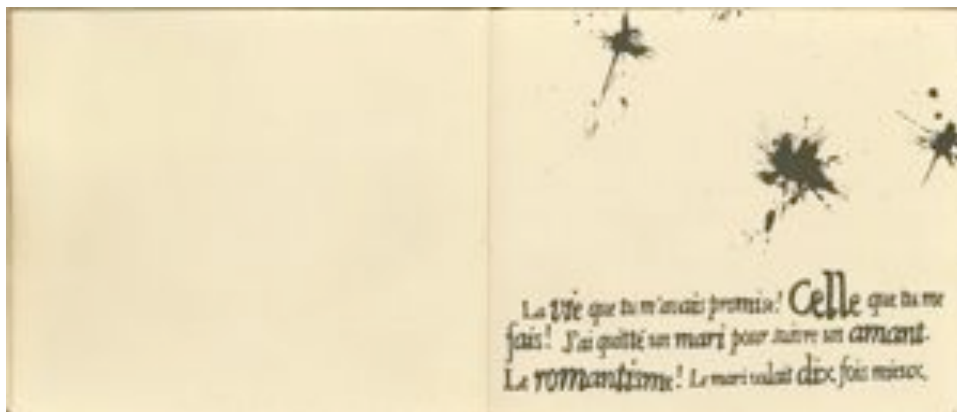 La vie que tu m'avais promise! Celle que tu me
fais! J'ai quitté un mari pour suivre un amant.
Le romantisme! Le mari valait dix fois mieux.